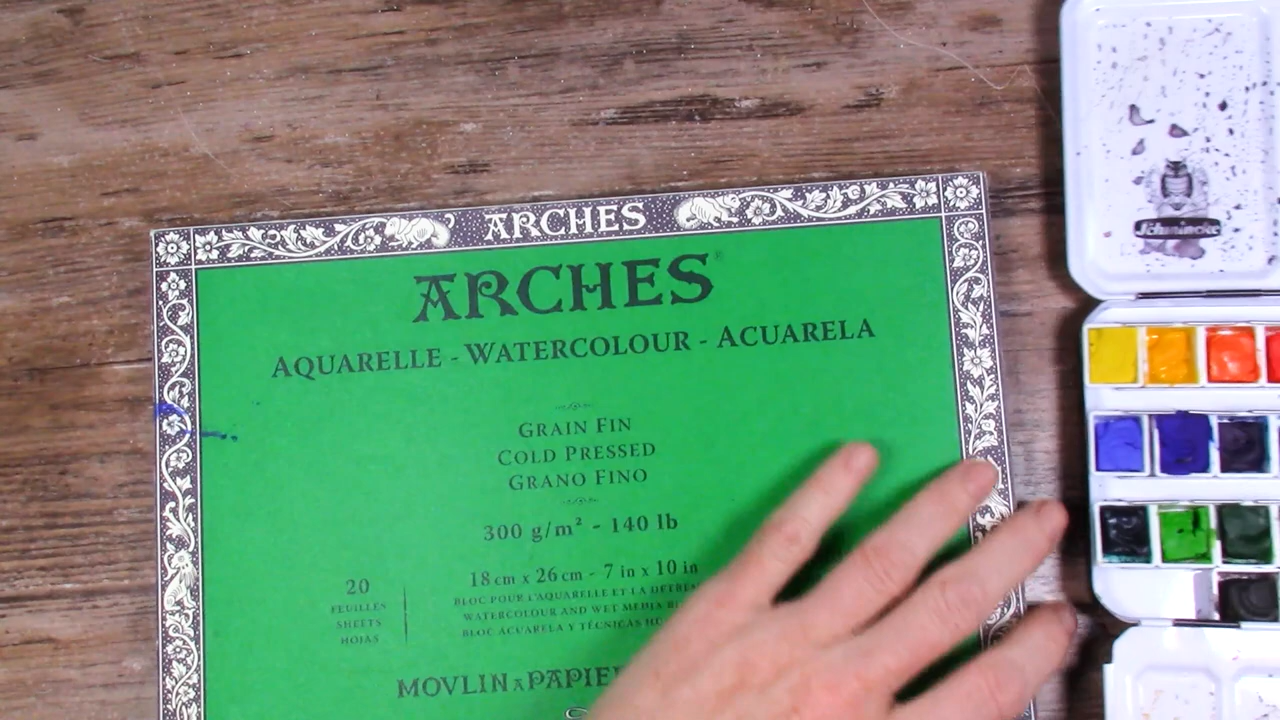 ARCHES
ARCHES®
AQUARELLE - WATERCOLOUR - ACUARELA
GRAIN FIN
COLD PRESSED
GRANO FINO
300 g/m² - 140 lb
18 cm x 26 cm - 7 in x 10 in
20
FEUILLES
SHEETS
HOJAS
BLOC POUR L'AQUARELLE ET LA
WATERCOLOUR AND WET MEDIA
BLOC ACUARELA Y TÉCNICAS
MOVLIN A PAPIE
Schmincke